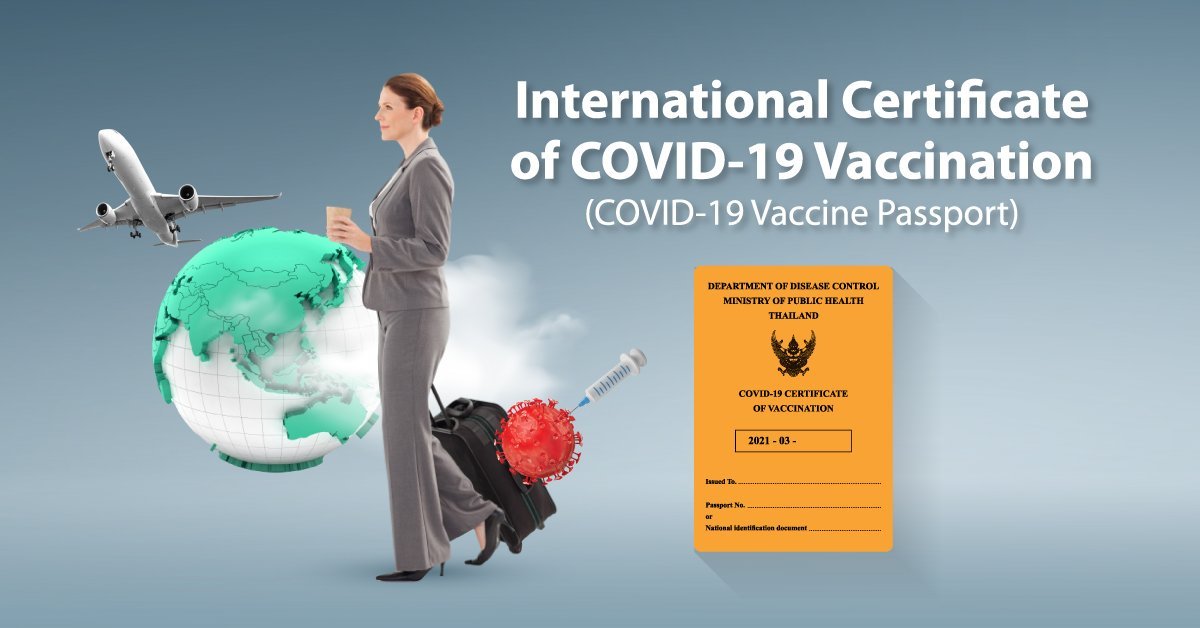 International Certificate
of COVID-19 Vaccination
(COVID-19 Vaccine Passport)
DEPARTMENT OF DISEASE CONTROL
MINISTRY OF PUBLIC HEALTH
THAILAND
COVID-19 CERTIFICATE
OF VACCINATION
2021 - 03 -
Issued To.
Passport No.
or
National identification document